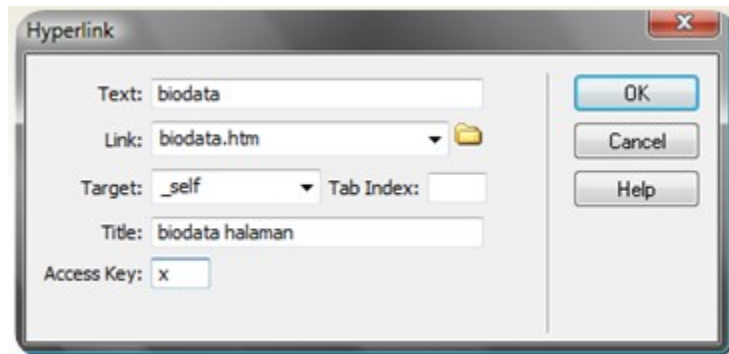 Hyperlink
Text: biodata
OK
Link: biodata.htm
Cancel
Target: _self Tab Index:
Help
Title: biodata halaman
Access Key: x